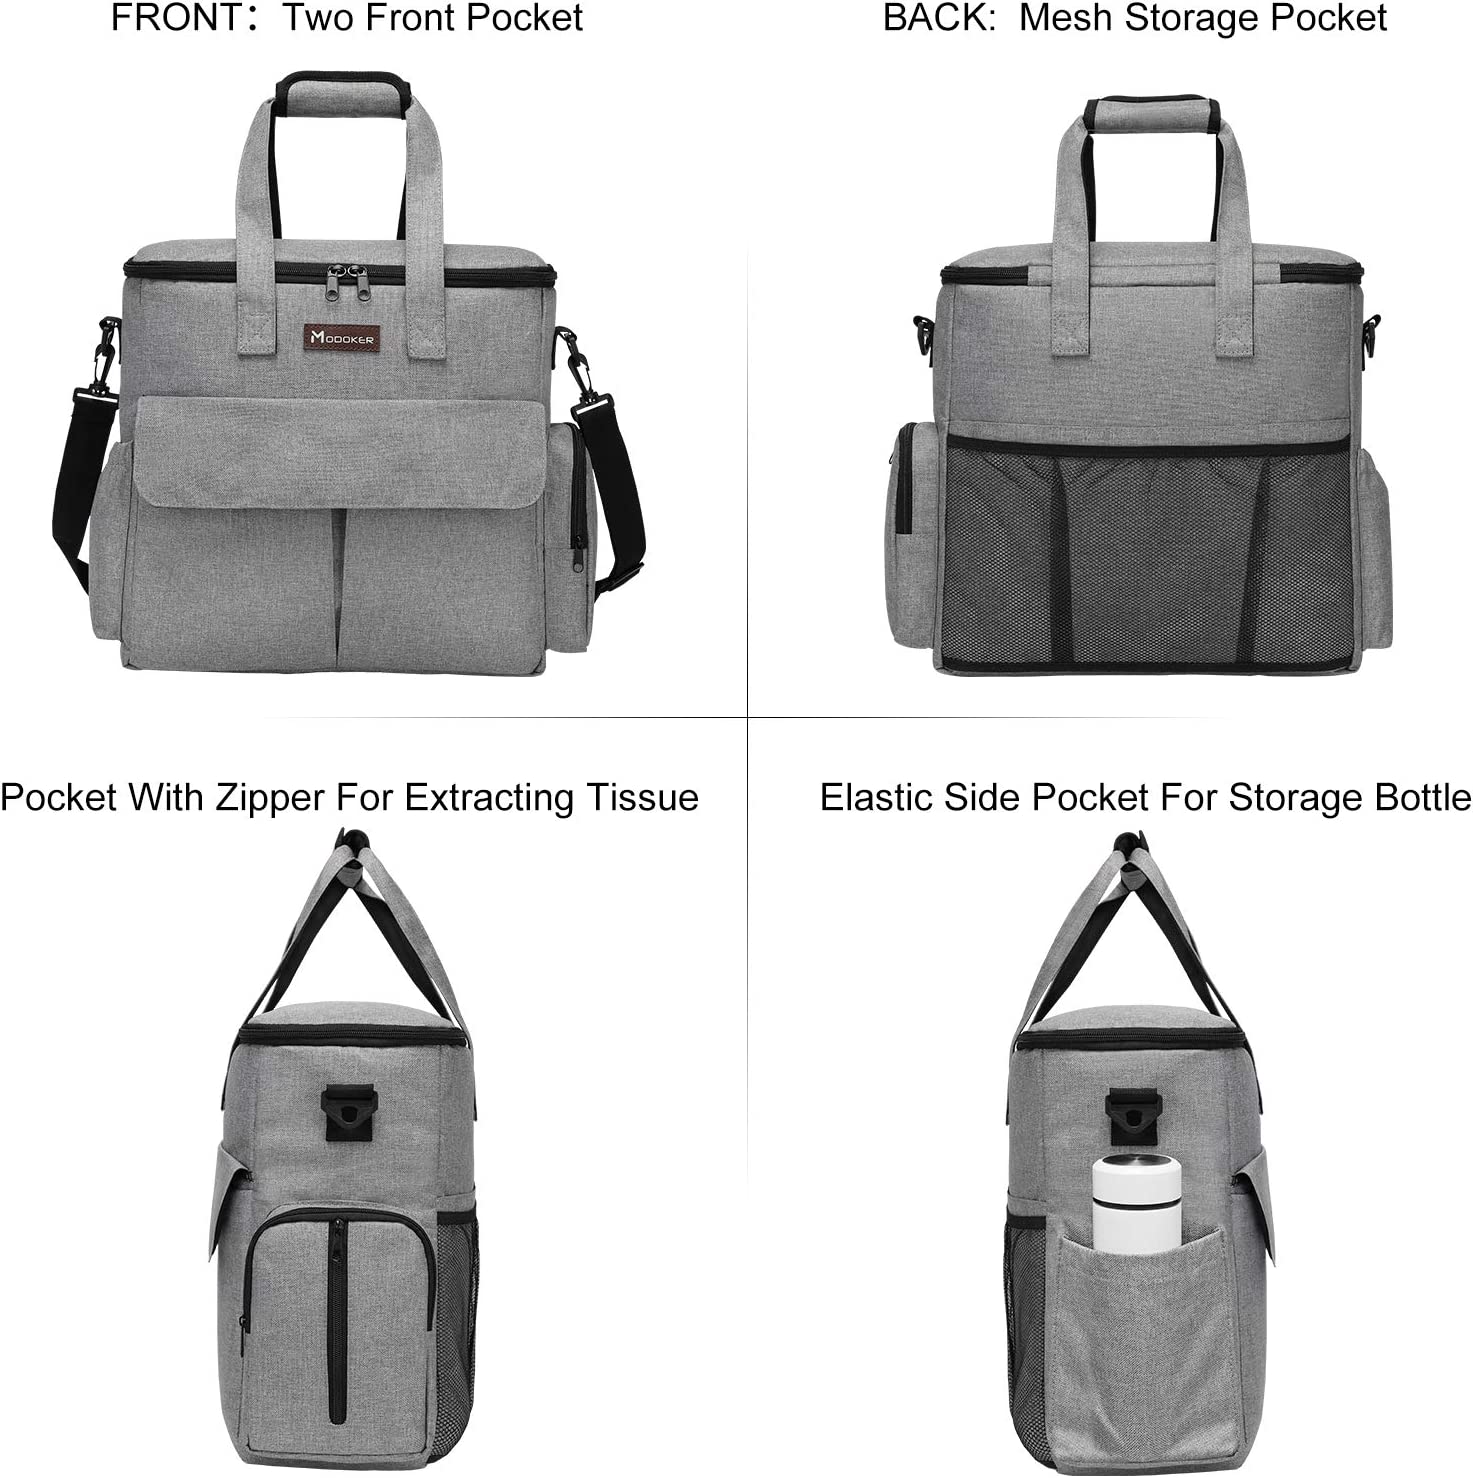 FRONT： Two Front Pocket
BACK: Mesh Storage Pocket
MODOKER
Pocket With Zipper For Extracting Tissue
Elastic Side Pocket For Storage Bottle